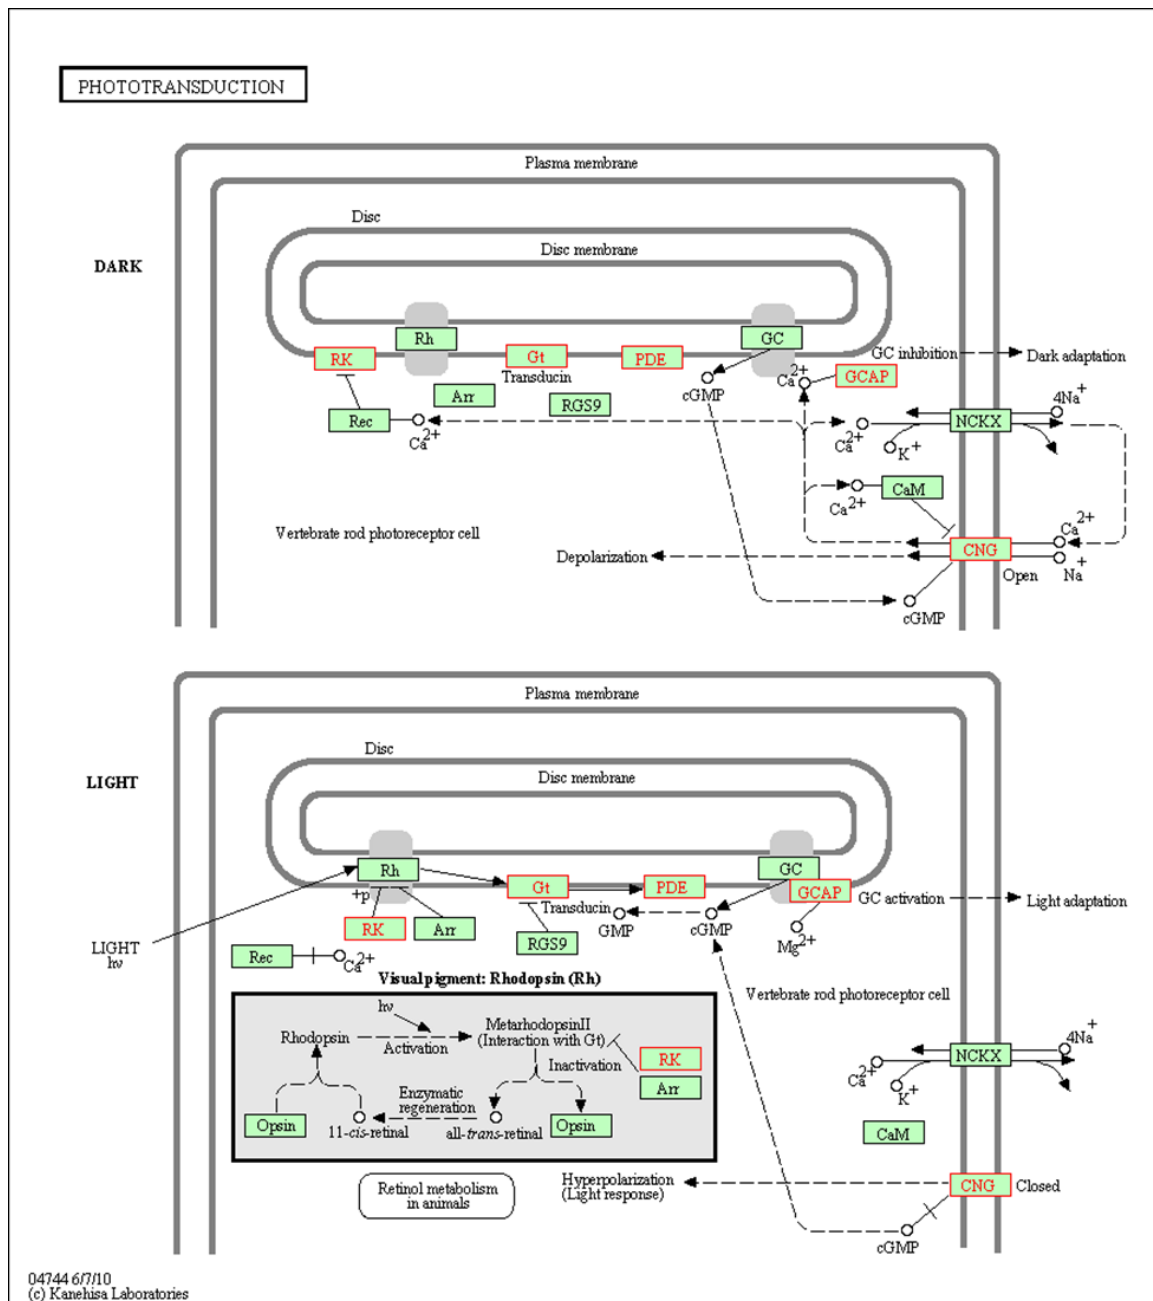 PHOTOTRANSDUCTION
Plasma membrane
Disc
Disc membrane
DARK
Rh
GC
RK
Gt
PDE
GC inhibition
Dark adaptation
Transducin
Ca2+
GCAP
cGMP
Arr
RGS9
4Na+
Rec
Ca2+
Ca2+
K+
NCKX
CaM
Ca2+
Vertebrate rod photoreceptor cell
Ca2+
Depolarization
CNG
Open
Na+
cGMP
Plasma membrane
Disc
Disc membrane
LIGHT
Rh
GC
+p
Gt
PDE
GCAP
GC activation
Light adaptation
Transducin
GMP
cGMP
Mg2+
RK
Arr
RGS9
LIGHT
hν
Rec
Ca2+
Visual pigment: Rhodopsin (Rh)
Vertebrate rod photoreceptor cell
hν
Rhodopsin
Activation
MetarhodopsinII
(Interaction with Gt)
Inactivation
RK
Arr
Enzymatic
regeneration
Opsin
11-cis-retinal
all-trans-retinal
Opsin
4Na+
NCKX
Ca2+
K+
CaM
Retinol metabolism
in animals
Hyperpolarization
(Light response)
CNG
Closed
cGMP
04744 6/7/10
(c) Kanehisa Laboratories